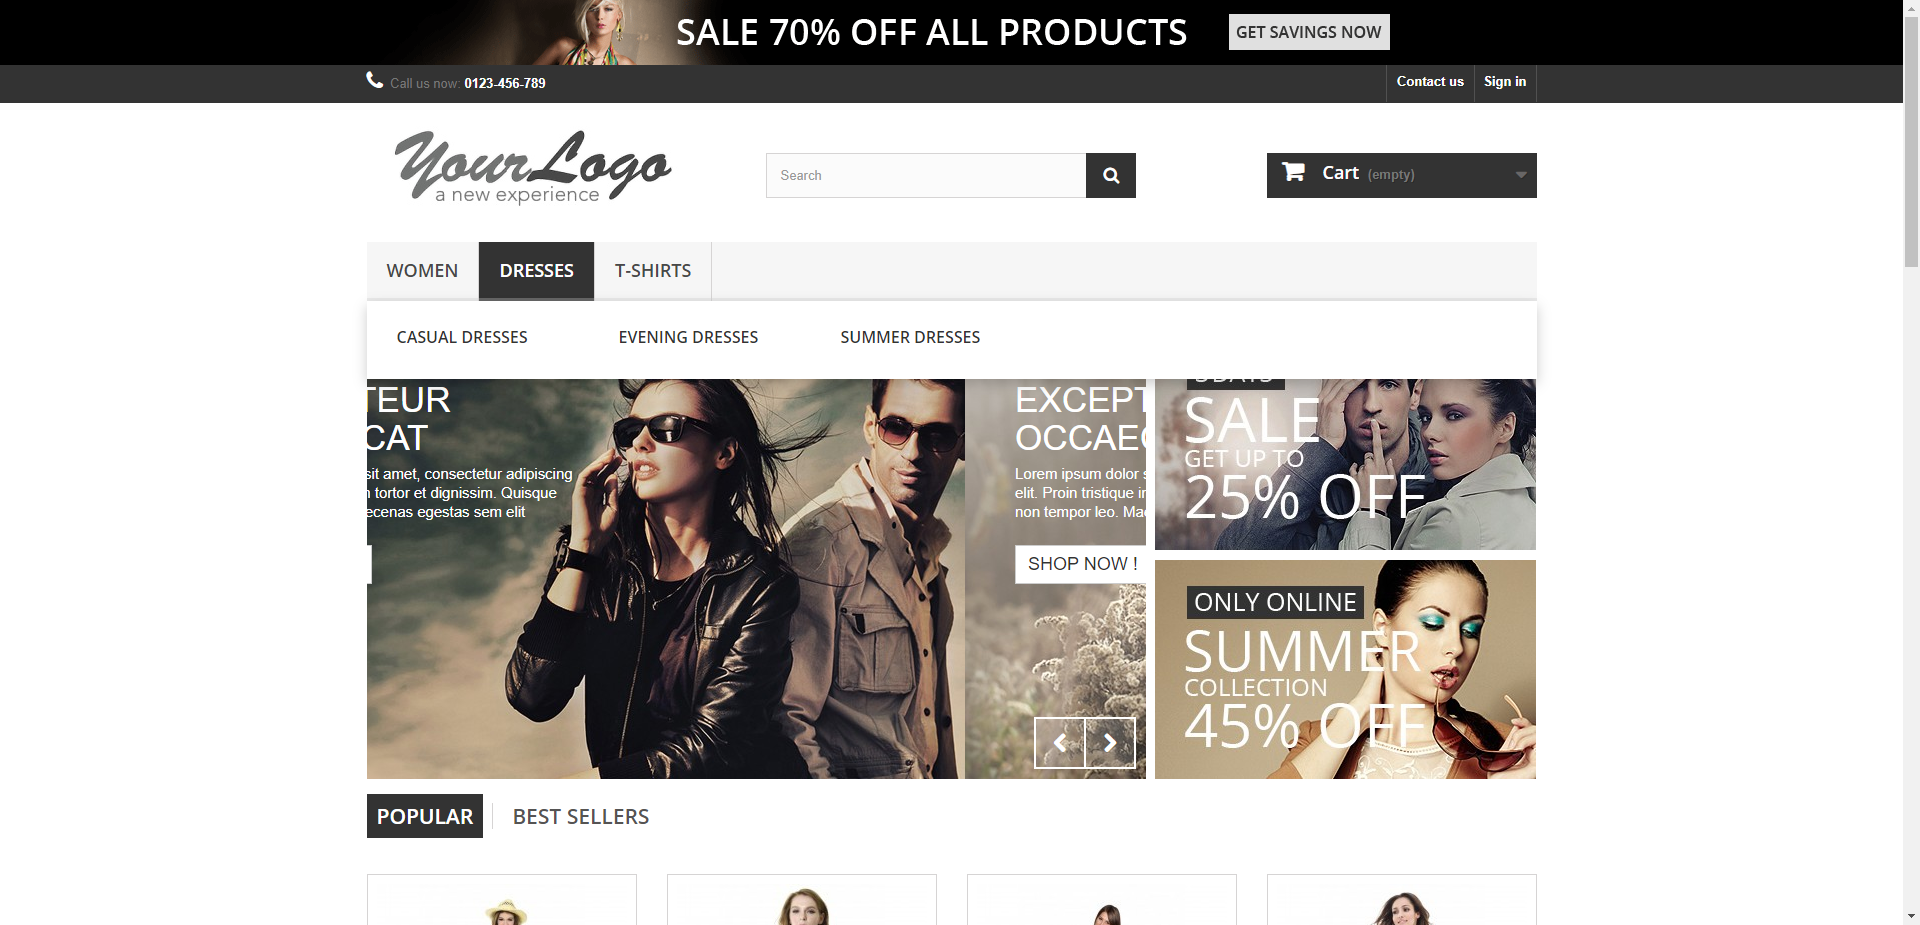 SALE 70% OFF ALL PRODUCTS
GET SAVINGS NOW
Call us now: 0123-456-789
Contact us
Sign in
YourLogo
a new experience
Search
Cart (empty)
WOMEN
DRESSES
T-SHIRTS
CASUAL DRESSES
EVENING DRESSES
SUMMER DRESSES
TEUR
CAT
sit amet, consectetur adipiscing
tortor et dignissim. Quisque
ecenas egestas sem elit
EXCEPT
OCCAEC
Lorem ipsum dolor
elit. Proin tristique
non tempor leo. Mae
SHOP NOW !
SALE
GET UP TO
25% OFF
ONLY ONLINE
SUMMER
COLLECTION
45% OFF
POPULAR
BEST SELLERS